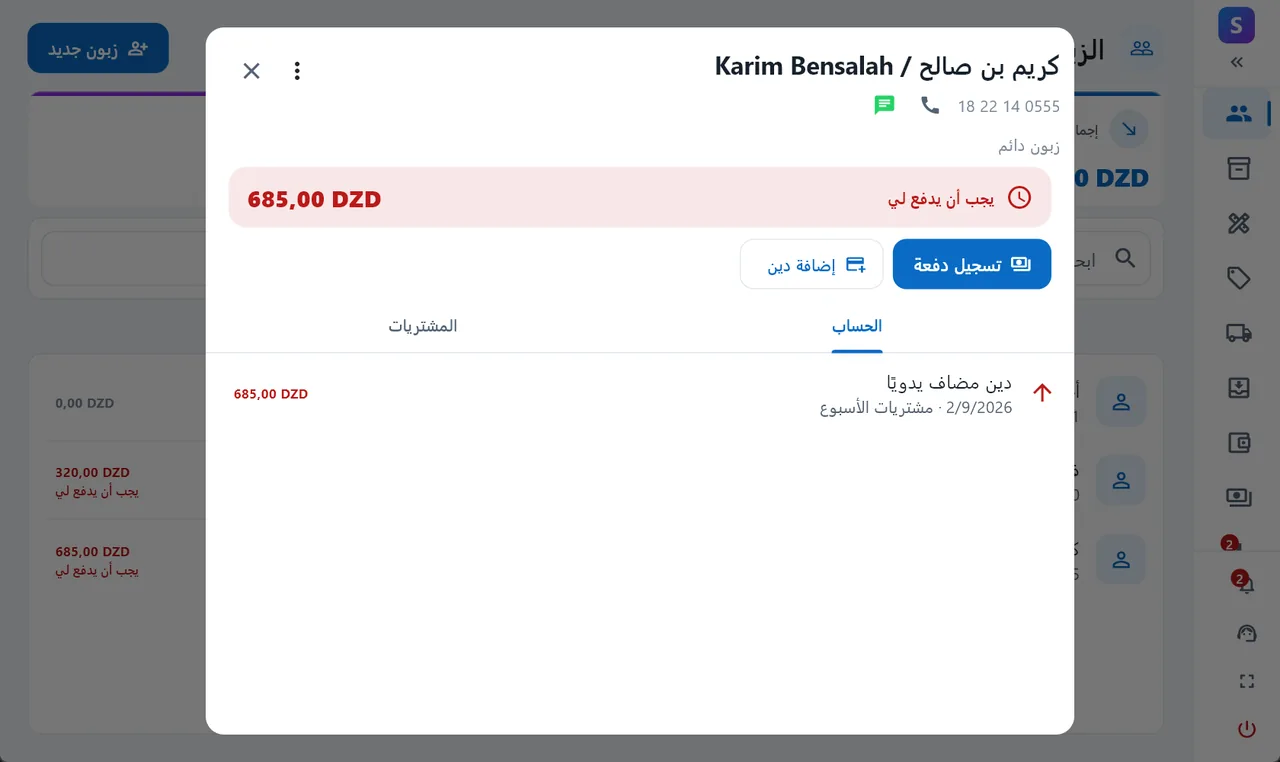 S
زبون جديد
كريم بن صالح / Karim Bensalah
18 22 14 0555
زبون دائم
يجب أن يدفع لي
685,00 DZD
تسجيل دفعة
إضافة دين
الحساب
المشتريات
دين مضاف يدويًا
2/9/2026 · مشتريات الأسبوع
685,00 DZD
0 DZD
0,00 DZD
320,00 DZD
يجب أن يدفع لي
685,00 DZD
يجب أن يدفع لي
2
2